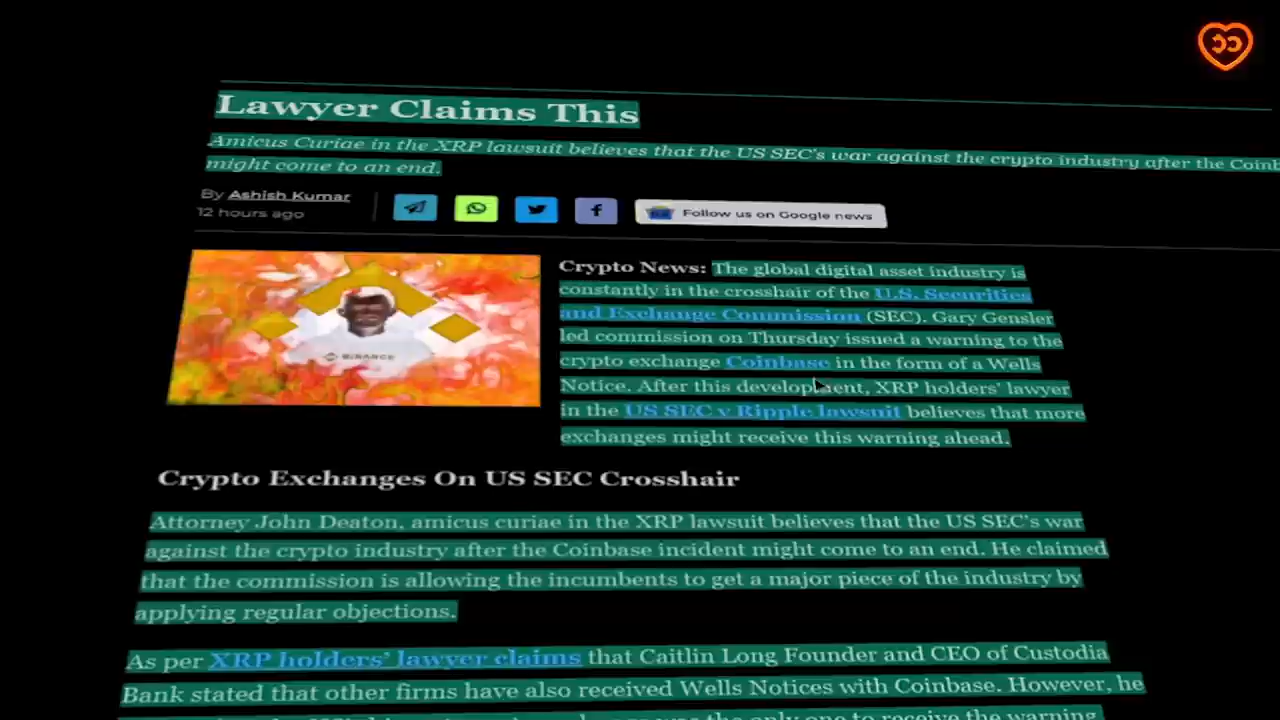 Lawyer Claims This
Amicus Curiae in the XRP lawsuit believes that the US SEC's war against the crypto industry after the Coinb
might come to an end.
By Ashish Kumar
12 hours ago
Follow us on Google news
BINANCE
Crypto News: The global digital asset industry is
constantly in the crosshair of the U.S. Securities
and Exchange Commission (SEC). Gary Gensler
led commission on Thursday issued a warning to the
crypto exchange Coinbase in the form of a Wells
Notice. After this development, XRP holders' lawyer
in the US SEC v Ripple lawsuit believes that more
exchanges might receive this warning ahead.
Crypto Exchanges On US SEC Crosshair
Attorney John Deaton, amicus curiae in the XRP lawsuit believes that the US SEC's war
against the crypto industry after the Coinbase incident might come to an end. He claimed
that the commission is allowing the incumbents to get a major piece of the industry by
applying regular objections.
As per XRP holders' lawyer claims that Caitlin Long Founder and CEO of Custodia
Bank stated that other firms have also received Wells Notices with Coinbase. However, he
was the only one to receive the warning